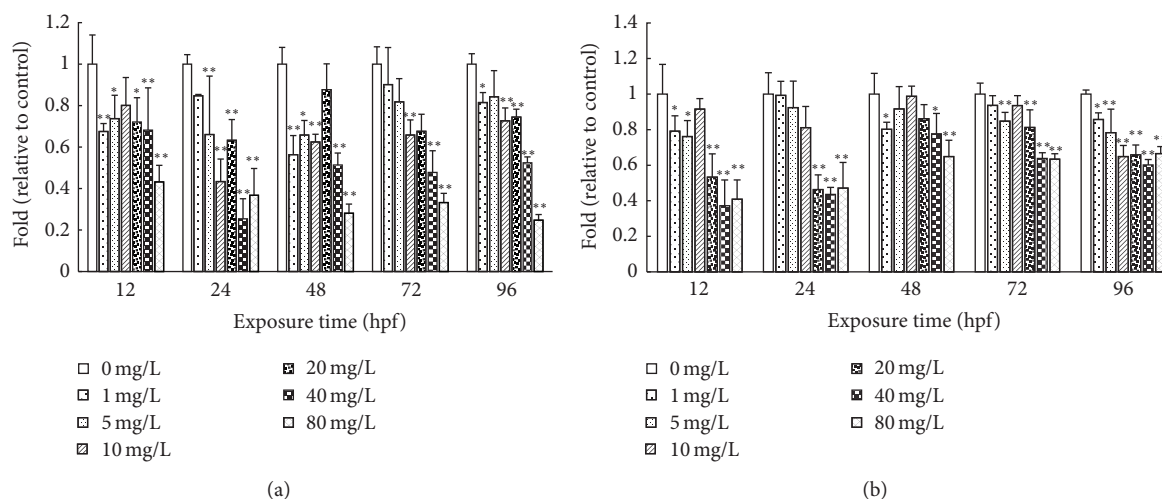 (a)
1.2
1
0.8
0.6
0.4
0.2
0
Fold (relative to control)
** * * ** **
** ** ** ** **
** * ** ** **
** ** **
* ** ** ** **
12 24 48 72 96
Exposure time (hpf)
0 mg/L
1 mg/L
5 mg/L
10 mg/L
20 mg/L
40 mg/L
80 mg/L
(a)
(b)
1.4
1.2
1
0.8
0.6
0.4
0.2
0
Fold (relative to control)
* * ** ** **
** ** **
* * **
** ** ** **
* ** ** ** ** **
12 24 48 72 96
Exposure time (hpf)
0 mg/L
1 mg/L
5 mg/L
10 mg/L
20 mg/L
40 mg/L
80 mg/L
(b)